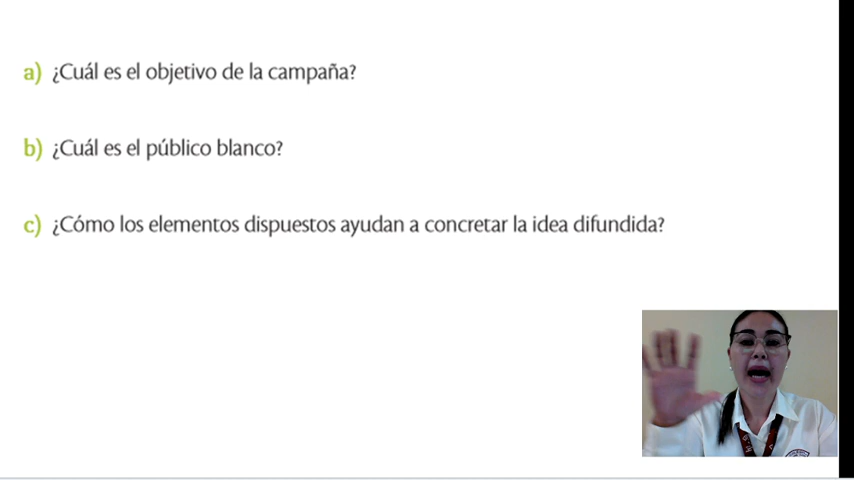 a) ¿Cuál es el objetivo de la campaña?
b) ¿Cuál es el público blanco?
c) ¿Cómo los elementos dispuestos ayudan a concretar la idea difundida?